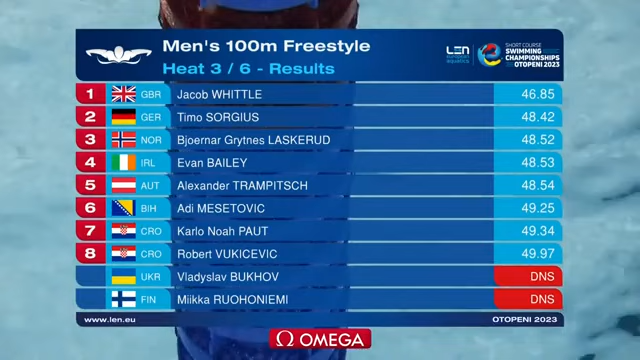 Men's 100m Freestyle
Heat 3 / 6 - Results
LEN european aquatics
SHORT COURSE
SWIMMING
CHAMPIONSHIPS
OTOPENI 2023
1 GBR Jacob WHITTLE 46.85
2 GER Timo SORGIUS 48.42
3 NOR Bjoernar Grytnes LASKERUD 48.52
4 IRL Evan BAILEY 48.53
5 AUT Alexander TRAMPITSCH 48.54
6 BIH Adi MESETOVIC 49.25
7 CRO Karlo Noah PAUT 49.34
8 CRO Robert VUKICEVIC 49.97
UKR Vladyslav BUKHOV DNS
FIN Miikka RUOHONIEMI DNS
www.len.eu OTOPENI 2023
Ω OMEGA